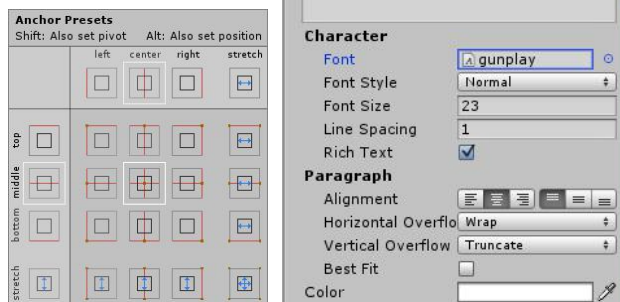 Anchor Presets
Shift: Also set pivot Alt: Also set position
left center right stretch
top
middle
bottom
stretch
Character
Font gunplay
Font Style Normal
Font Size 23
Line Spacing 1
Rich Text
Paragraph
Alignment
Horizontal Overflo Wrap
Vertical Overflow Truncate
Best Fit
Color